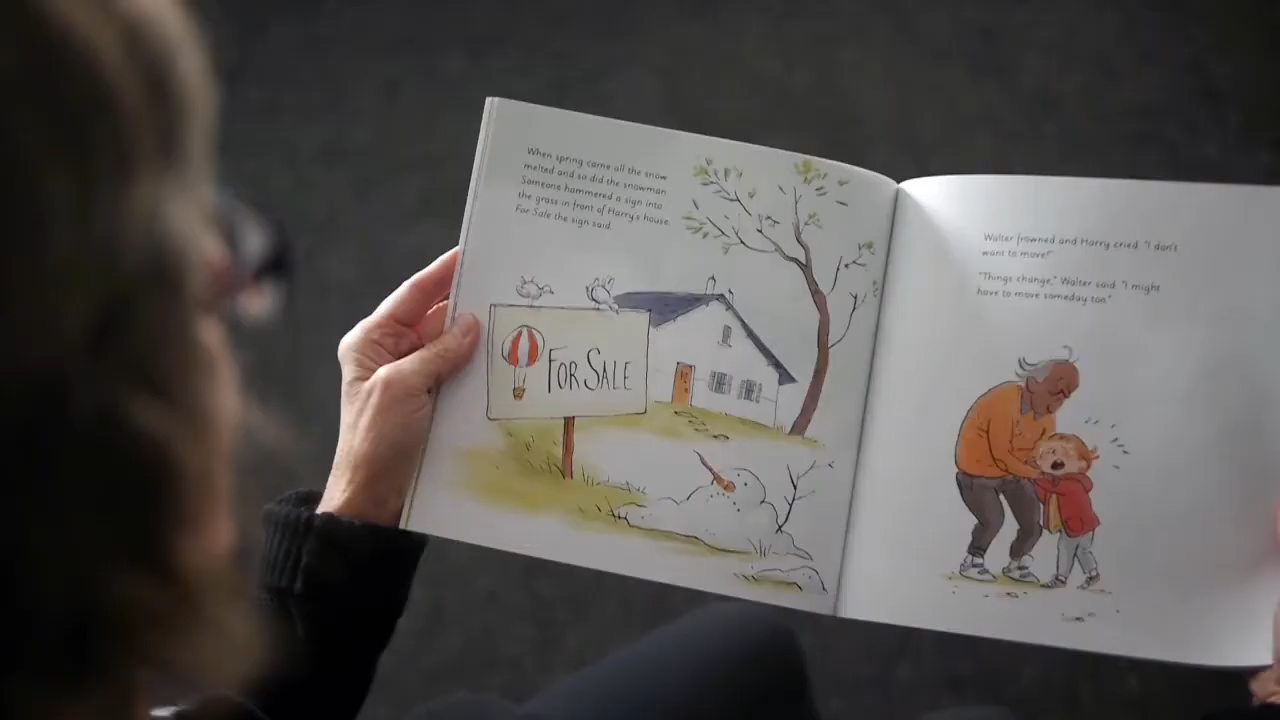 When spring came all the snow
melted and so did the snowman.
Someone hammered a sign into
the grass in front of Harry's house.
For Sale the sign said.
FOR SALE
Walter frowned and Harry cried. "I don't
want to move!"
"Things change," Walter said. "I might
have to move someday too."